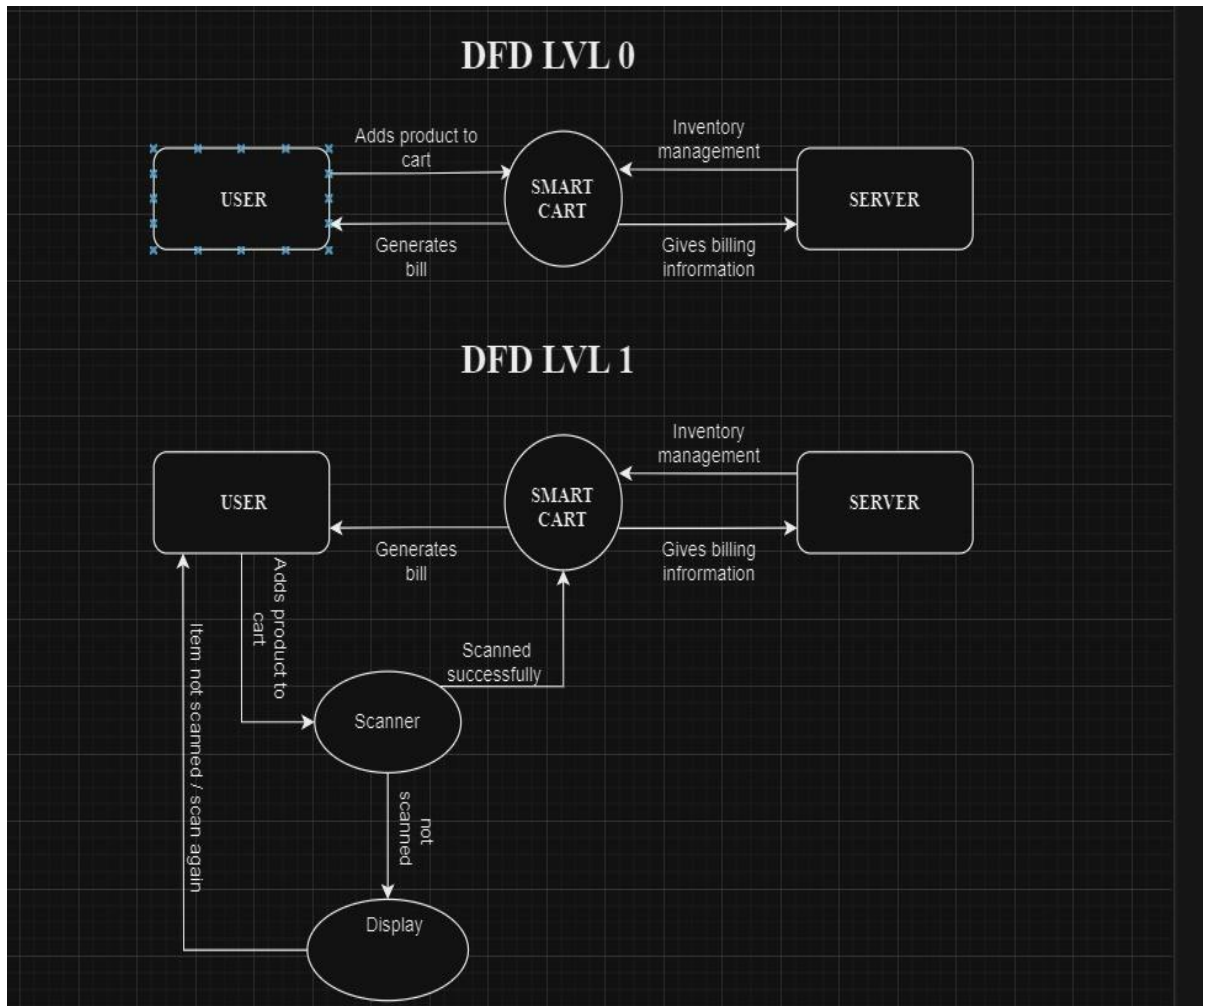 DFD LVL 0
Adds product to
cart
Inventory
management
USER
SMART
CART
SERVER
Generates
bill
Gives billing
infrormation
DFD LVL 1
Inventory
management
USER
SMART
CART
SERVER
Generates
bill
Gives billing
infrormation
Adds product to
cart
Item not scanned / scan again
Scanned
successfully
Scanner
not
scanned
Display